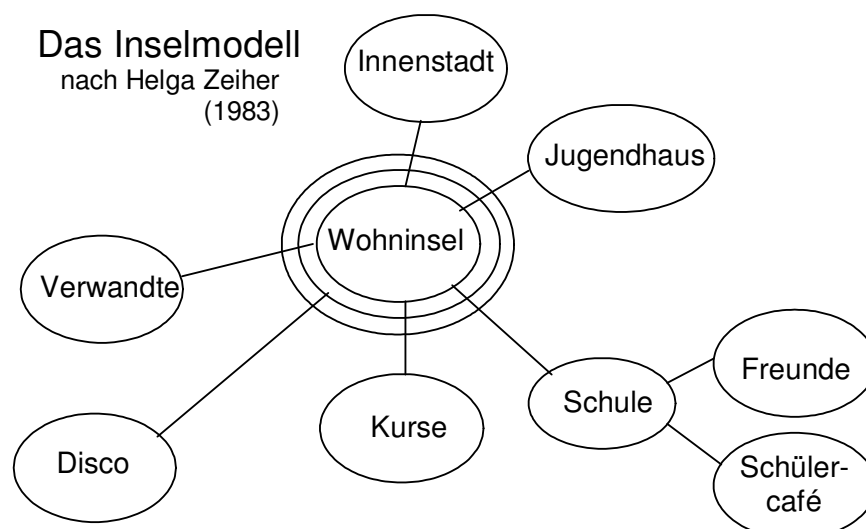 Das Inselmodell
nach Helga Zeiher
(1983)
Innenstadt
Jugendhaus
Wohninsel
Verwandte
Freunde
Schule
Kurse
Disco
Schüler-
café